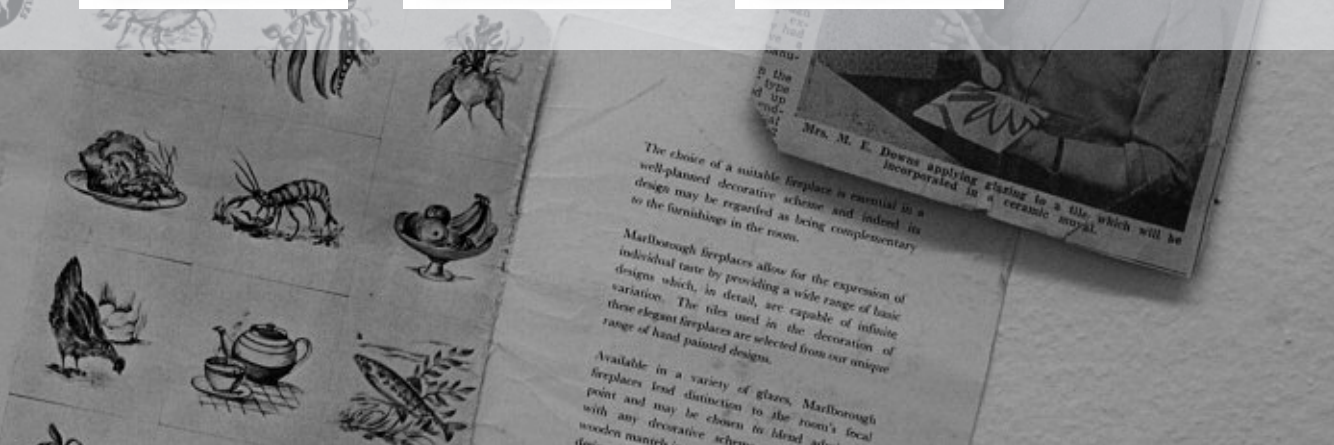 the
type
up
end-
Mrs. M. E. Downs applying glazing to a tile which will be
incorporated in a ceramic mural.
The choice of a suitable fireplace is essential in a
well-planned decorative scheme and indeed its
design may be regarded as being complementary
to the furnishings in the room.
Marlborough fireplaces allow for the expression of
individual taste by providing a wide range of basic
designs which, in detail, are capable of infinite
variation. The tiles used in the decoration of
these elegant fireplaces are selected from our unique
range of hand painted designs.
Available in a variety of glazes, Marlborough
fireplaces lend distinction to the room's focal
point and may be chosen to blend
with any decorative
wooden